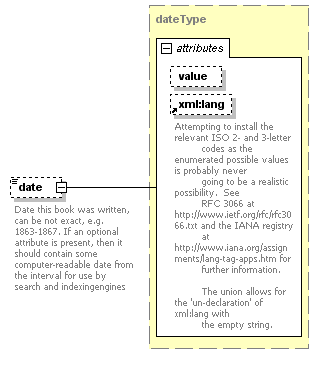 dateType
attributes
value
xml:lang
Attempting to install the
relevant ISO 2- and 3-letter
codes as the
enumerated possible values
is probably never
going to be a realistic
possibility. See
RFC 3066 at
http://www.ietf.org/rfc/rfc30
66.txt and the IANA registry
at
http://www.iana.org/assign
ments/lang-tag-apps.htm for
further information.
The union allows for
the 'un-declaration' of
xml:lang with
the empty string.
date
Date this book was written,
can be not exact, e.g.
1863-1867. If an optional
attribute is present, then it
should contain some
computer-readable date from
the interval for use by
search and indexingengines